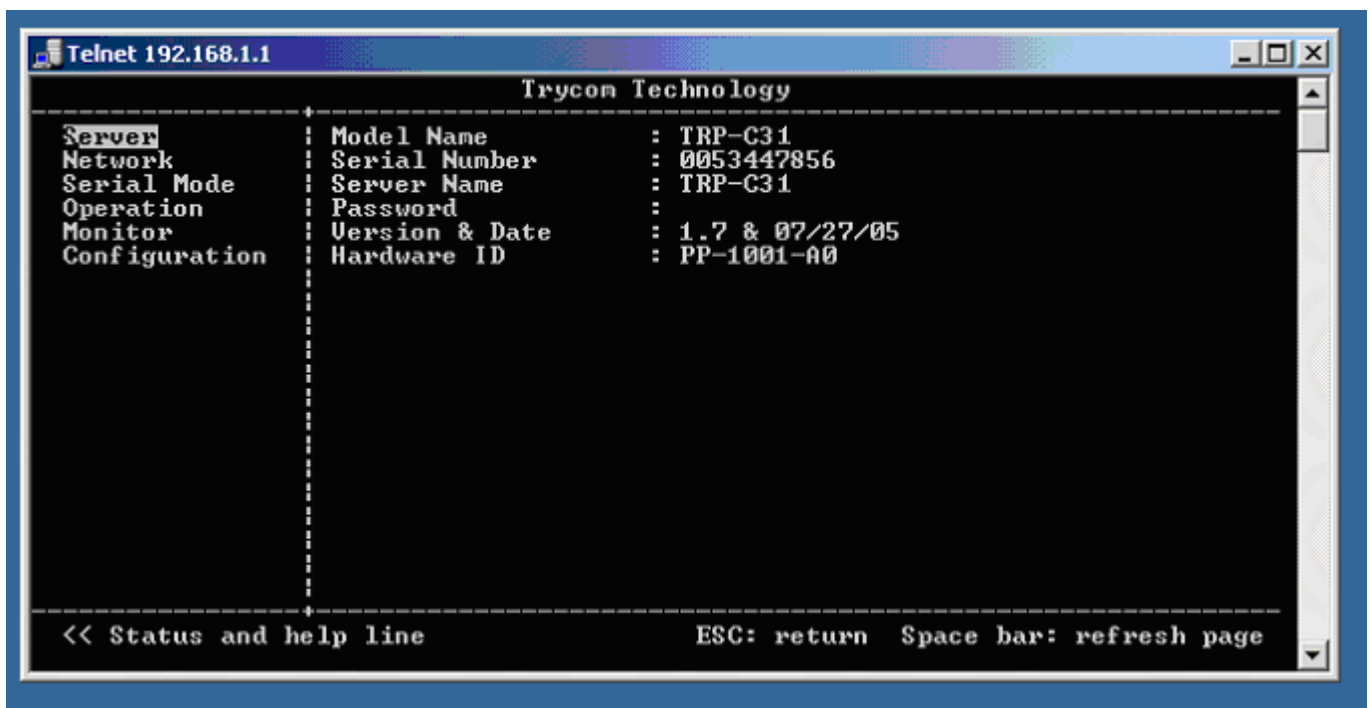 Telnet 192.168.1.1
Trycom Technology
Server
Network
Serial Mode
Operation
Monitor
Configuration
Model Name : TRP-C31
Serial Number : 0053447856
Server Name : TRP-C31
Password :
Version & Date : 1.7 & 07/27/05
Hardware ID : PP-1001-A0
<< Status and help line ESC: return Space bar: refresh page